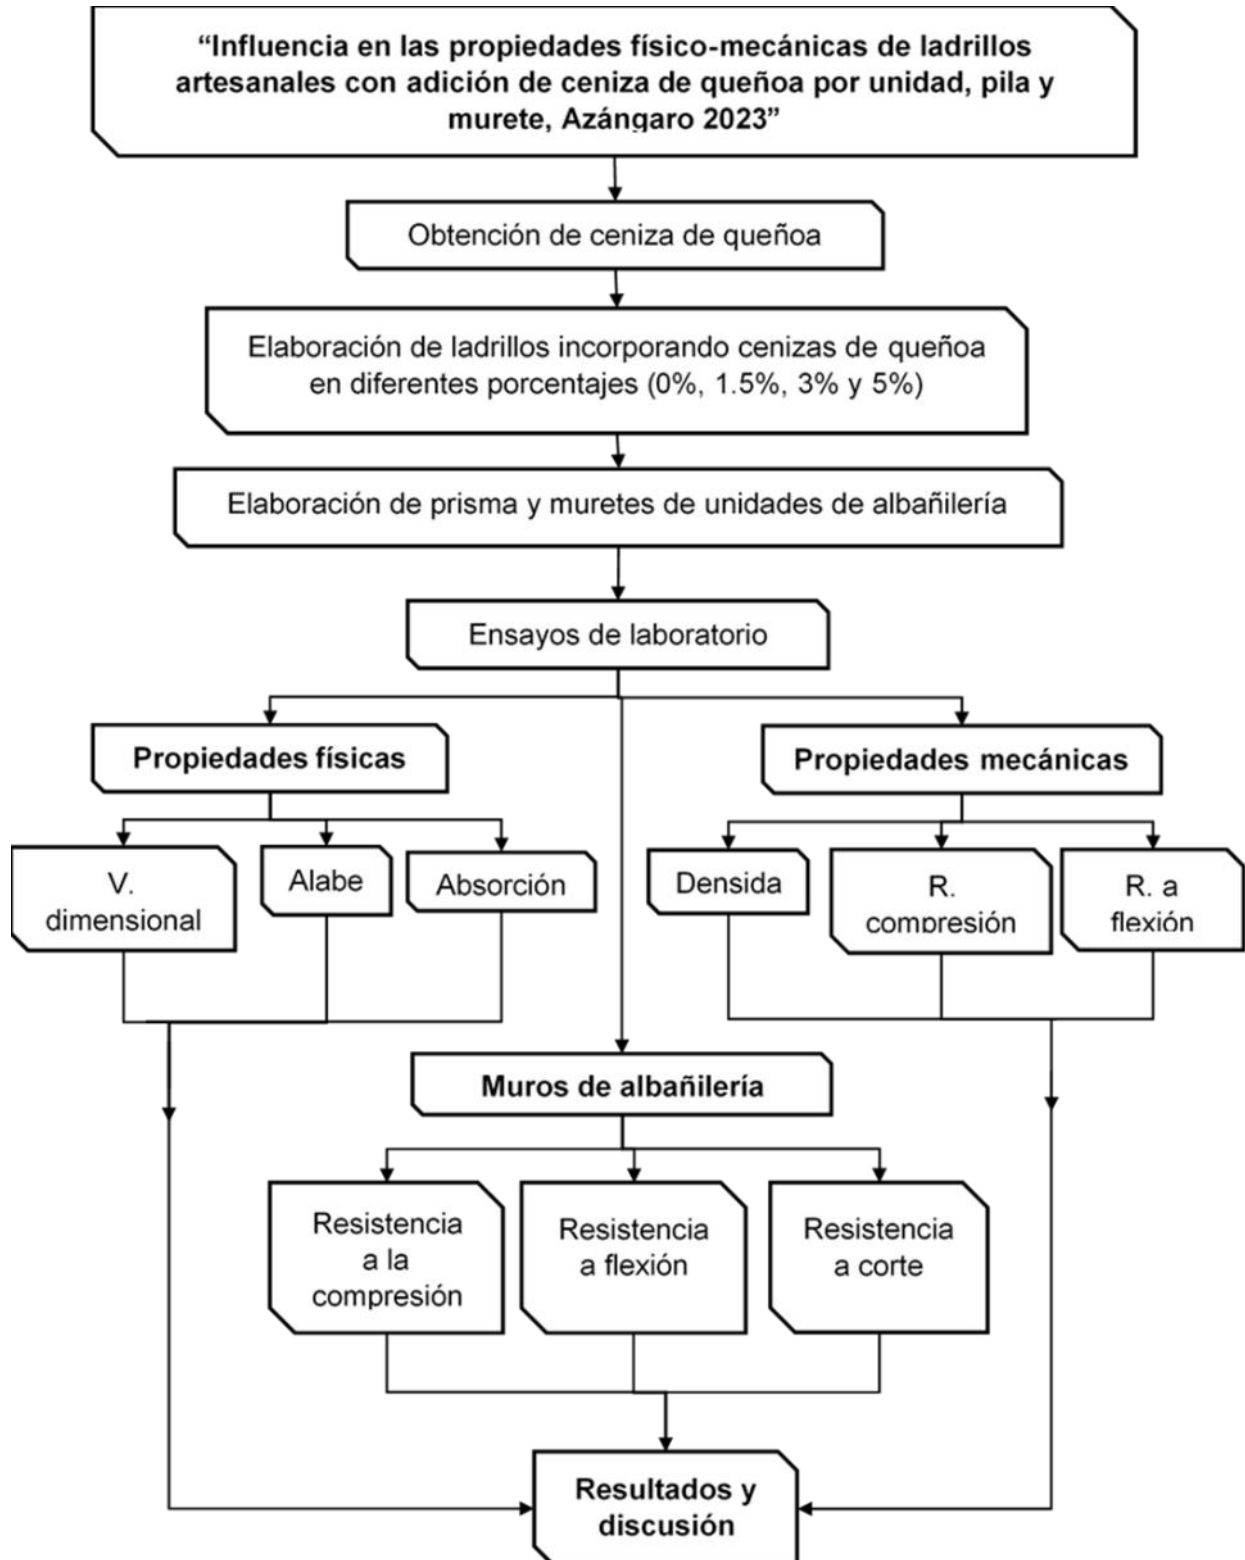 “Influencia en las propiedades físico-mecánicas de ladrillos
artesanales con adición de ceniza de queñoa por unidad, pila y
murete, Azángaro 2023”
Obtención de ceniza de queñoa
Elaboración de ladrillos incorporando cenizas de queñoa
en diferentes porcentajes (0%, 1.5%, 3% y 5%)
Elaboración de prisma y muretes de unidades de albañilería
Ensayos de laboratorio
Propiedades físicas
Propiedades mecánicas
V.
dimensional
Alabe
Absorción
Densida
R.
compresión
R. a
flexión
Muros de albañilería
Resistencia
a la
compresión
Resistencia
a flexión
Resistencia
a corte
Resultados y
discusión